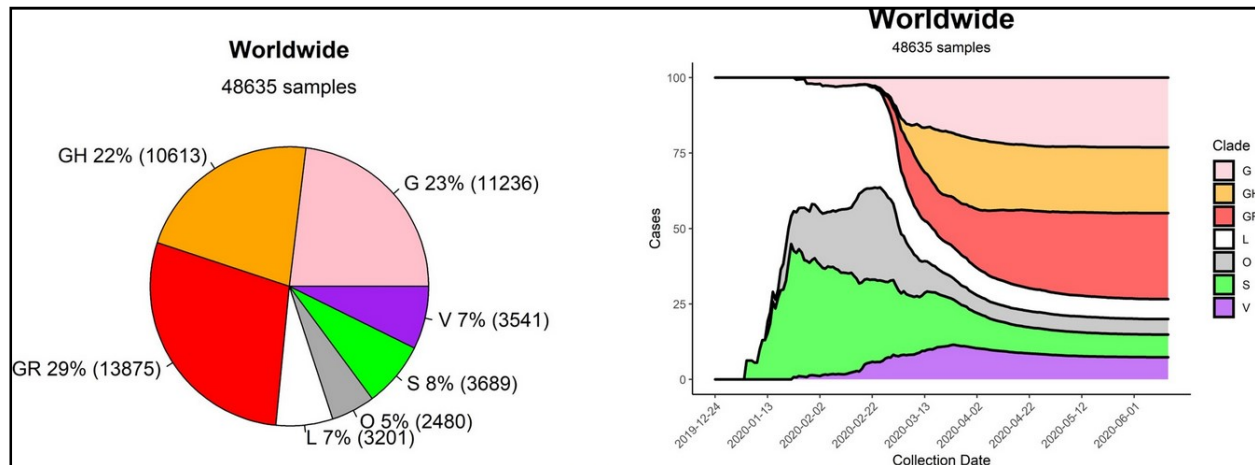 Worldwide
48635 samples
GH 22% (10613)
G 23% (11236)
GR 29% (13875)
V 7% (3541)
S 8% (3689)
O 5% (2480)
L 7% (3201)
Worldwide
48635 samples
100
75
50
25
0
Cases
2019-12-24
2020-01-13
2020-02-02
2020-02-22
2020-03-13
2020-04-02
2020-04-22
2020-05-12
2020-06-01
Collection Date
Clade
G
GH
GR
L
O
S
V